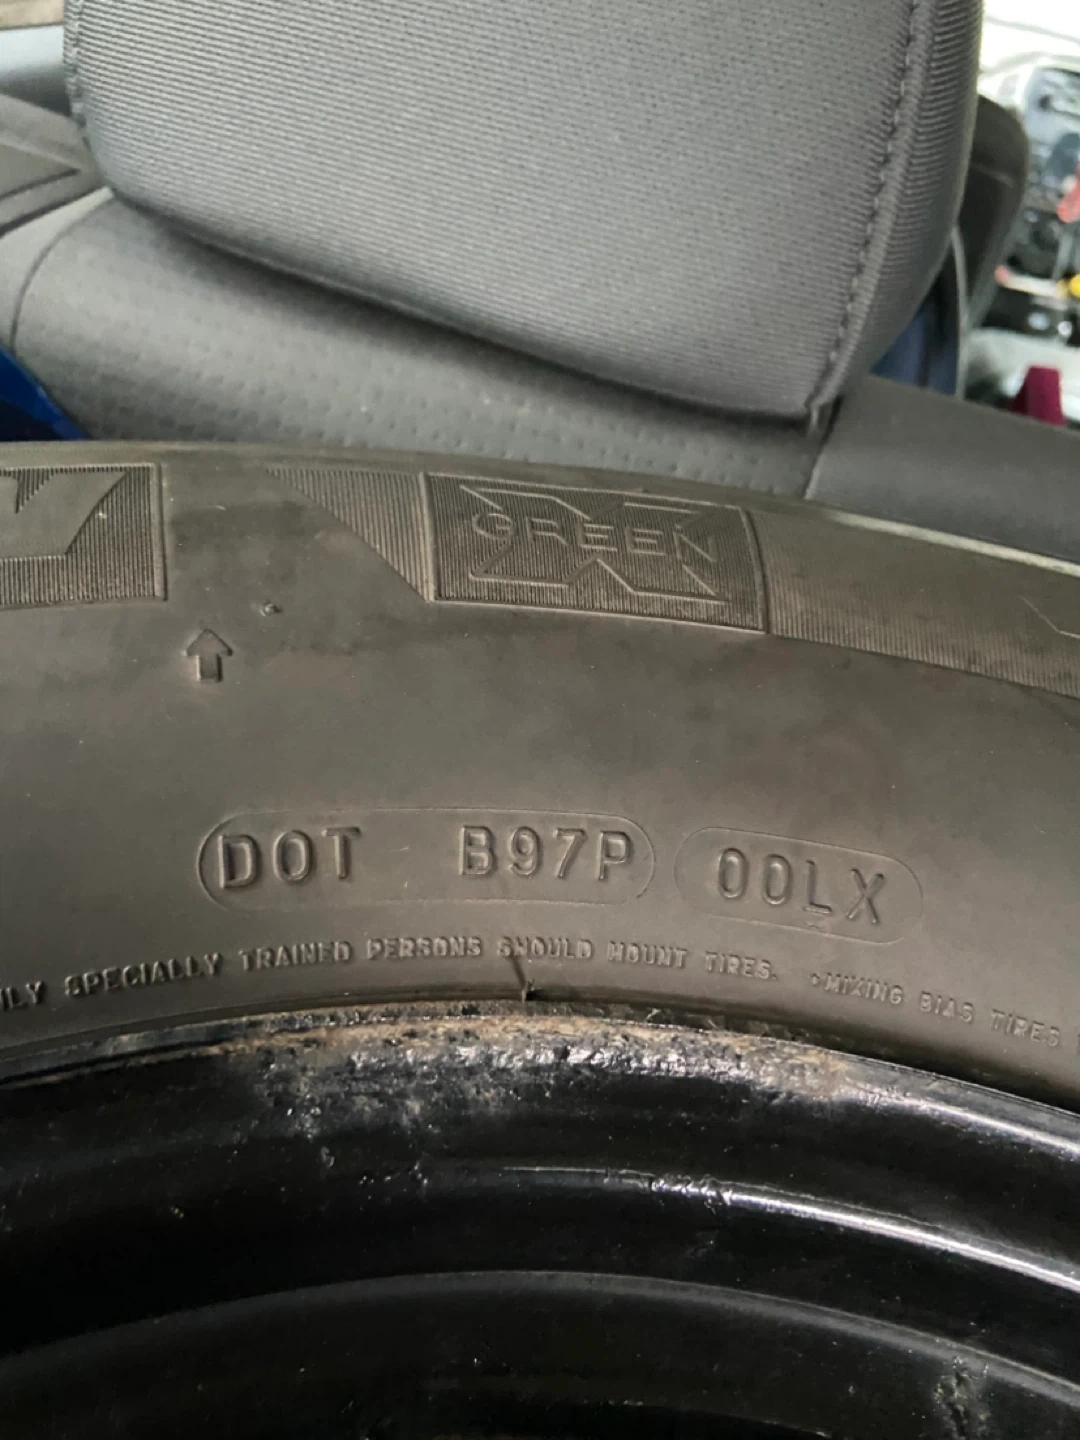 GREEN X
DOT B97P 00LX
SPECIALLY TRAINED PERSONS SHOULD MOUNT TIRES. •MIXING BIAS TIRES